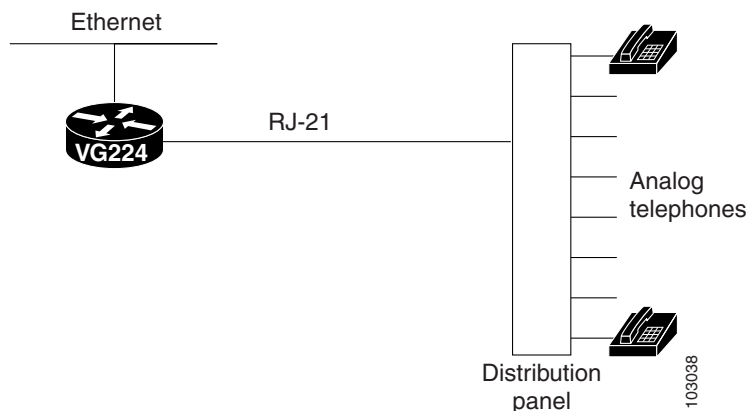 Ethernet
VG224
RJ-21
Analog
telephones
Distribution
panel
103038